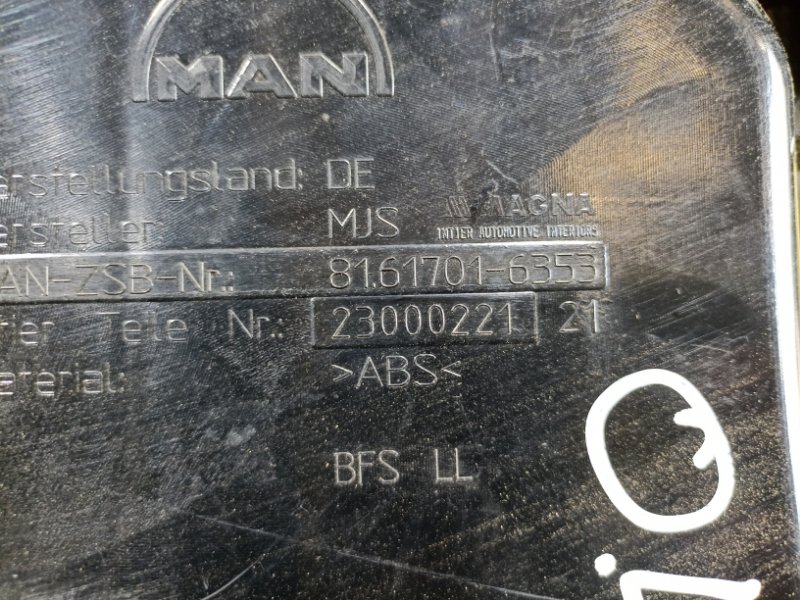 MAN
erstellungsland: DE
ersteller MJS MAGNA
INTIER AUTOMOTIVE INTERIORS
AN-ZSB-Nr.: 81.61701-6353
Teile Nr.: 23000221 21
>ABS<
BFS LL